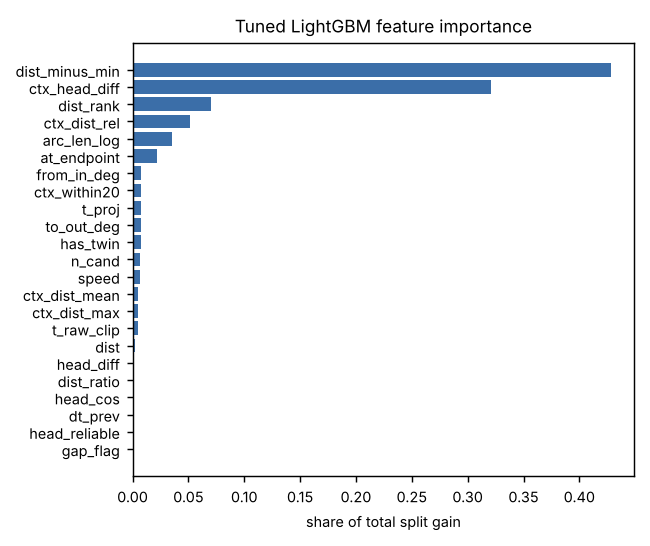 Tuned LightGBM feature importance
dist_minus_min
ctx_head_diff
dist_rank
ctx_dist_rel
arc_len_log
at_endpoint
from_in_deg
ctx_within20
t_proj
to_out_deg
has_twin
n_cand
speed
ctx_dist_mean
ctx_dist_max
t_raw_clip
dist
head_diff
dist_ratio
head_cos
dt_prev
head_reliable
gap_flag
0.00 0.05 0.10 0.15 0.20 0.25 0.30 0.35 0.40
share of total split gain